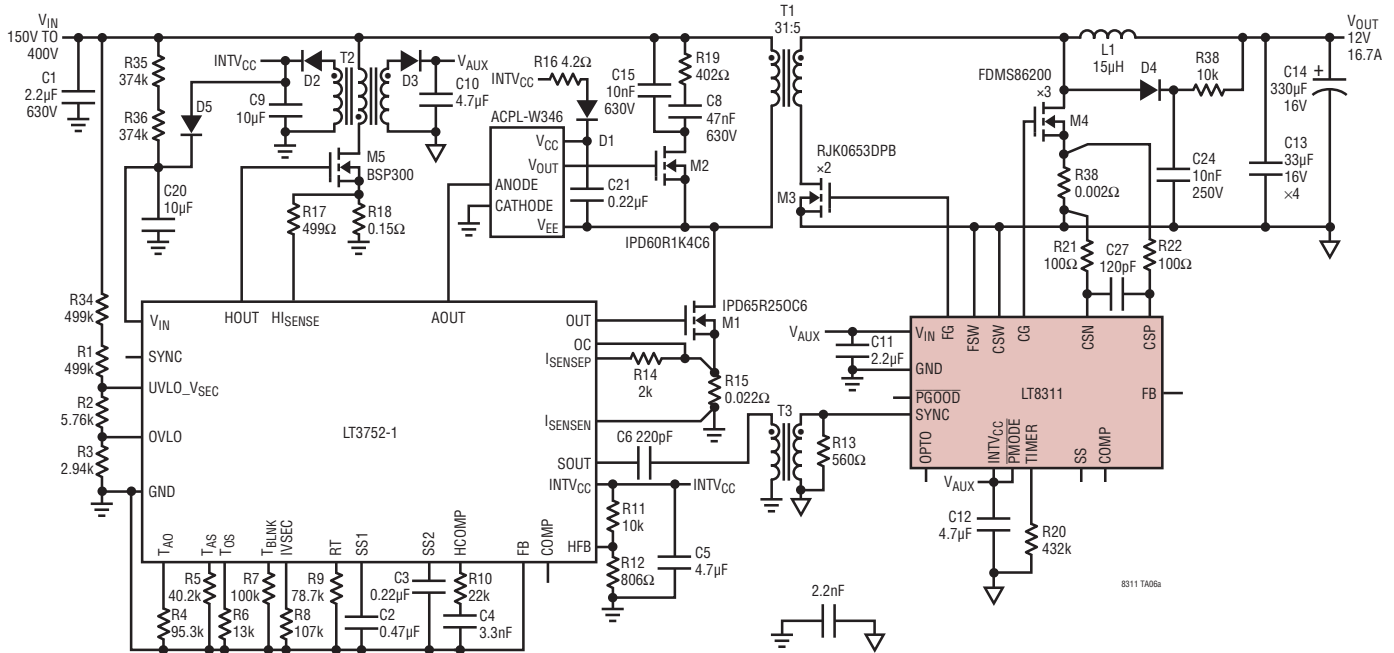 VIN
150V TO
400V
C1
2.2µF
630V
R35
374k
R36
374k
D5
C20
10µF
INTVCC
D2
T2
D3
VAUX
C9
10µF
C10
4.7µF
M5
BSP300
R17
499Ω
R18
0.15Ω
R16 4.2Ω
INTVCC
D1
ACPL-W346
VCC
VOUT
ANODE
CATHODE
VEE
C21
0.22µF
C15
10nF
630V
R19
402Ω
C8
47nF
630V
M2
IPD60R1K4C6
T1
31:5
RJK0653DPB
×2
M3
FDMS86200
×3
M4
L1
15µH
D4
R38
10k
VOUT
12V
16.7A
C14
330µF
16V
+
C13
33µF
16V
×4
R38
0.002Ω
C24
10nF
250V
R21
100Ω
C27
120pF
R22
100Ω
R34
499k
R1
499k
R2
5.76k
R3
2.94k
VIN
SYNC
UVLO_VSEC
OVLO
GND
HOUT
HISENSE
AOUT
LT3752-1
OUT
OC
ISENSEP
ISENSEN
SOUT
INTVCC
HFB
TAO
TAS
TOS
TBLNK
IVSEC
RT
SS1
SS2
HCOMP
FB
COMP
IPD65R25OC6
M1
R14
2k
R15
0.022Ω
C6 220pF
T3
R13
560Ω
INTVCC
R11
10k
R12
806Ω
C5
4.7µF
R4
95.3k
R5
40.2k
R6
13k
R7
100k
R8
107k
R9
78.7k
C2
0.47µF
C3
0.22µF
R10
22k
C4
3.3nF
VAUX
C11
2.2µF
VIN
FG
FSW
CSW
CG
CSN
CSP
GND
PGOOD
SYNC
LT8311
FB
OPTO
INTVCC
PMODE
TIMER
SS
COMP
VAUX
C12
4.7µF
R20
432k
2.2nF
8311 TA06a